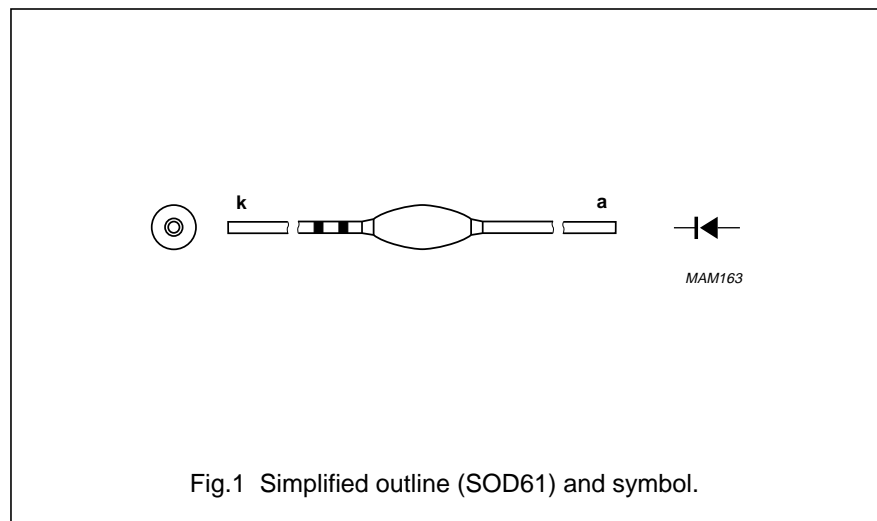 k
a
MAM163
Fig.1 Simplified outline (SOD61) and symbol.